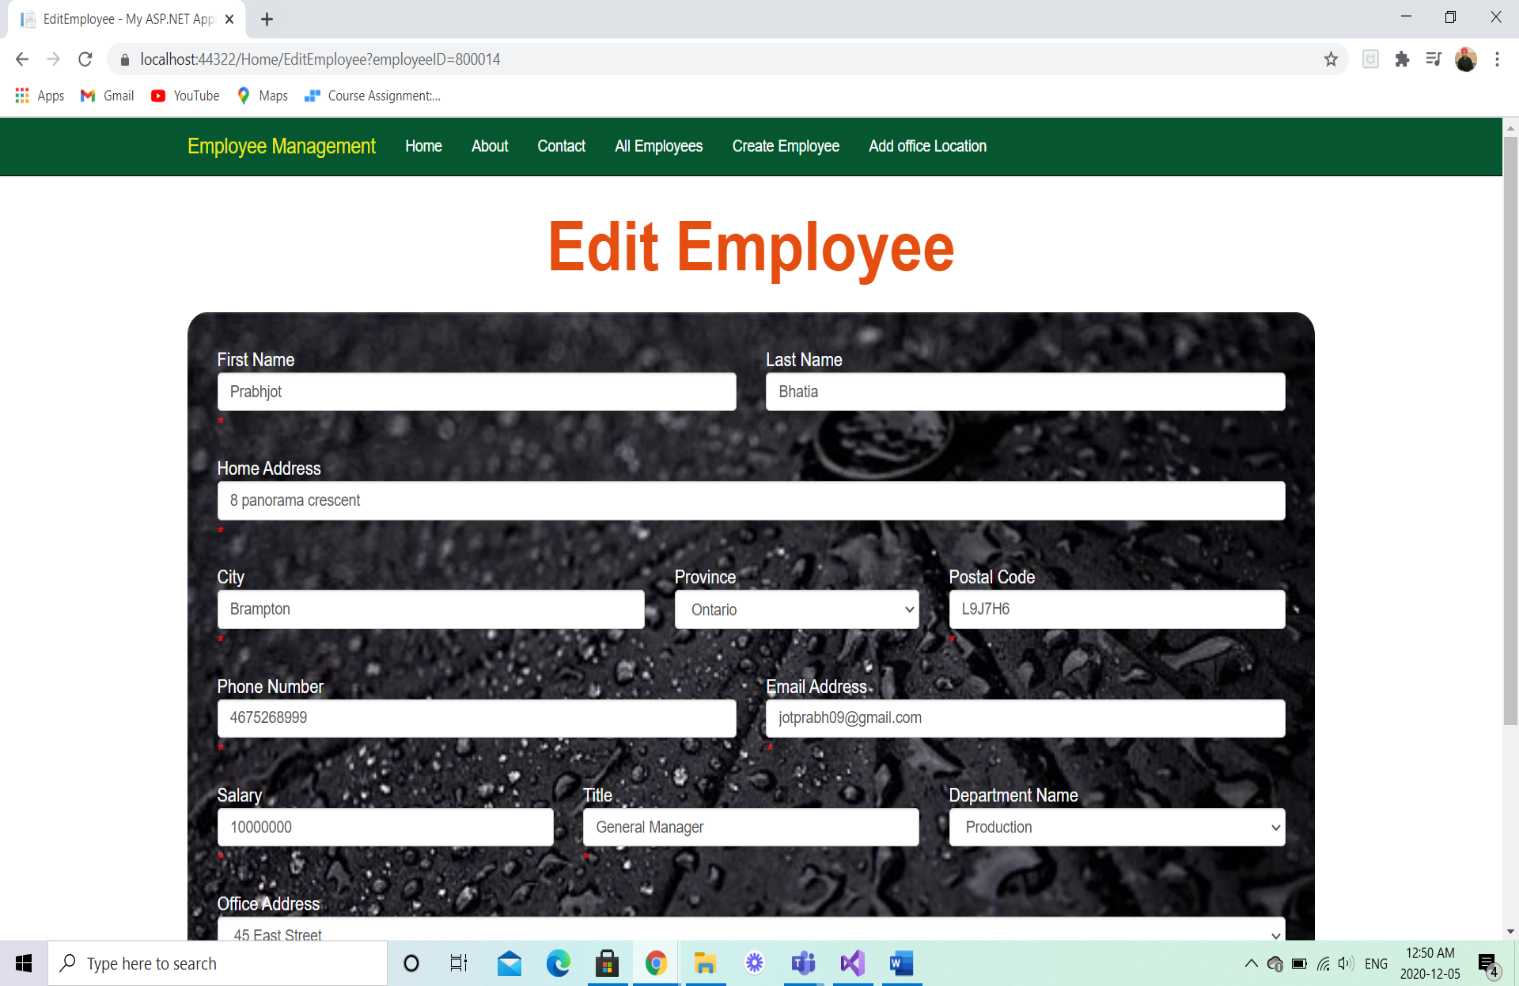 EditEmployee - My ASP.NET Appl
localhost:44322/Home/EditEmployee?employeeID=800014
Apps Gmail YouTube Maps Course Assignment:...
Employee Management Home About Contact All Employees Create Employee Add office Location
Edit Employee
First Name Last Name
Prabhjot Bhatia
*
Home Address
8 panorama crescent
*
City Province Postal Code
Brampton Ontario L9J7H6
* *
Phone Number Email Address
4675268999 jotprabh09@gmail.com
* *
Salary Title Department Name
10000000 General Manager Production
* *
Office Address
45 East Street
Type here to search
ENG
12:50 AM
2020-12-05
4